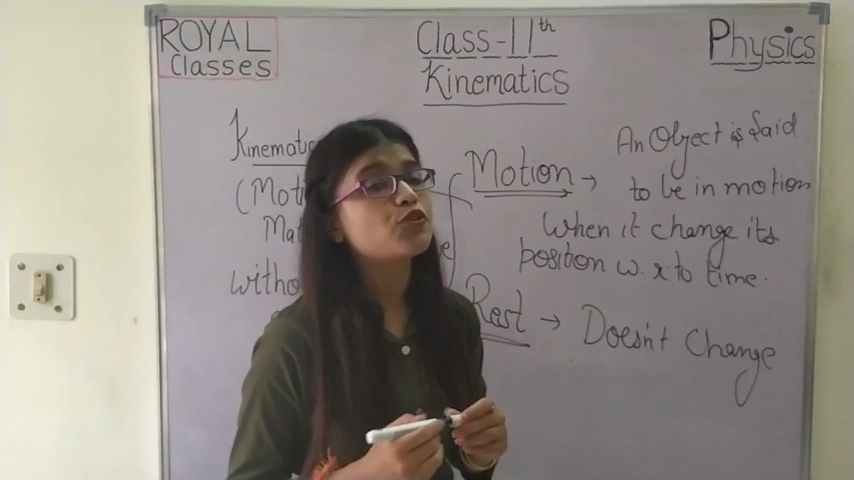 ROYAL
Classes
Class-11th
Kinematics
Physics
Kinematic
(Moti
Mat
witho
Motion →
An Object is Said
to be in motion
When it change its
position w.r to time.
Rest → Doesn't Change